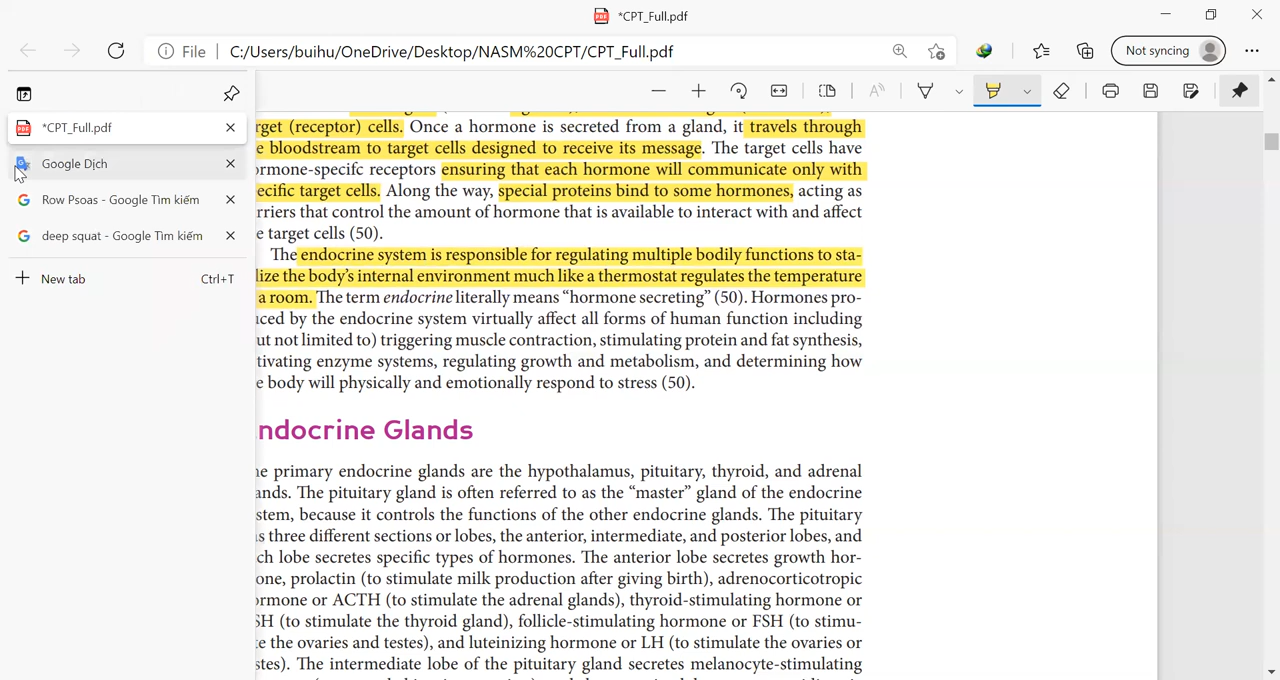 *CPT_Full.pdf
File
C:/Users/buihu/OneDrive/Desktop/NASM%20CPT/CPT_Full.pdf
Not syncing
*CPT_Full.pdf
Google Dịch
Row Psoas - Google Tìm kiếm
deep squat - Google Tìm kiếm
New tab Ctrl+T
rget (receptor) cells. Once a hormone is secreted from a gland, it travels through
e bloodstream to target cells designed to receive its message. The target cells have
ormone-specifc receptors ensuring that each hormone will communicate only with
ecific target cells. Along the way, special proteins bind to some hormones, acting as
rriers that control the amount of hormone that is available to interact with and affect
e target cells (50).
The endocrine system is responsible for regulating multiple bodily functions to sta-
lize the body's internal environment much like a thermostat regulates the temperature
a room. The term endocrine literally means “hormone secreting” (50). Hormones pro-
uced by the endocrine system virtually affect all forms of human function including
ut not limited to) triggering muscle contraction, stimulating protein and fat synthesis,
tivating enzyme systems, regulating growth and metabolism, and determining how
e body will physically and emotionally respond to stress (50).
ndocrine Glands
e primary endocrine glands are the hypothalamus, pituitary, thyroid, and adrenal
ands. The pituitary gland is often referred to as the “master” gland of the endocrine
stem, because it controls the functions of the other endocrine glands. The pituitary
s three different sections or lobes, the anterior, intermediate, and posterior lobes, and
ch lobe secretes specific types of hormones. The anterior lobe secretes growth hor-
one, prolactin (to stimulate milk production after giving birth), adrenocorticotropic
ormone or ACTH (to stimulate the adrenal glands), thyroid-stimulating hormone or
SH (to stimulate the thyroid gland), follicle-stimulating hormone or FSH (to stimu-
te the ovaries and testes), and luteinizing hormone or LH (to stimulate the ovaries or
stes). The intermediate lobe of the pituitary gland secretes melanocyte-stimulating